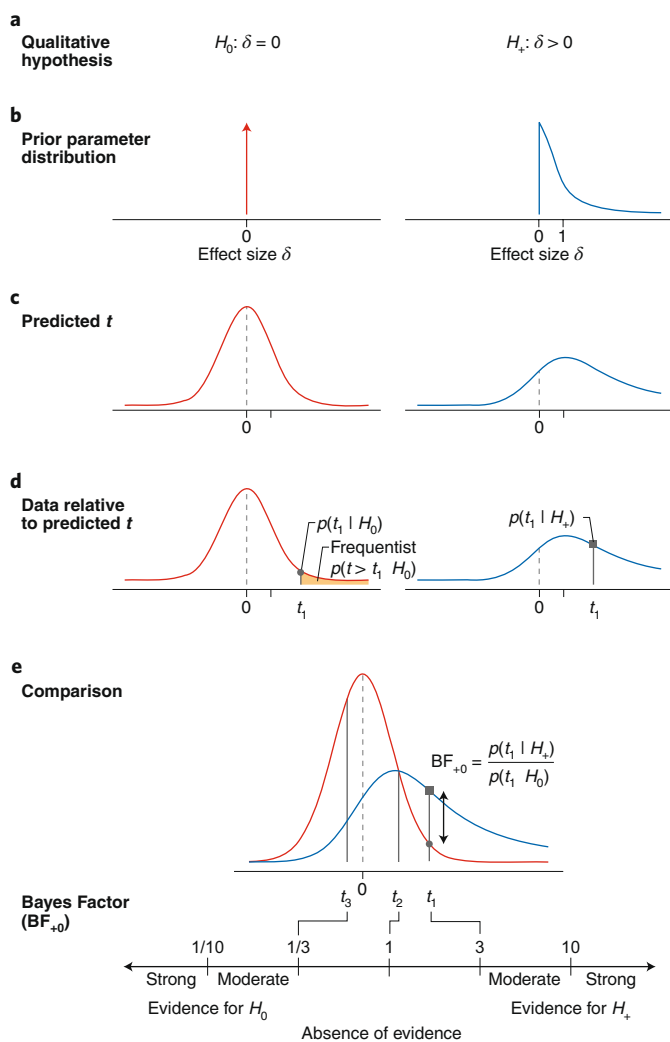 a
Qualitative hypothesis
H₀: δ = 0
H₊: δ > 0
b
Prior parameter distribution
0
Effect size δ
0 1
Effect size δ
c
Predicted t
0
0
d
Data relative to predicted t
p(t₁ | H₀)
Frequentist
p(t > t₁ H₀)
0 t₁
p(t₁ | H₊)
0 t₁
e
Comparison
BF₊₀ = p(t₁ | H₊)
p(t₁ H₀)
0
Bayes Factor (BF₊₀)
t₃ t₂ t₁
1/10 1/3 1 3 10
Strong Moderate Moderate Strong
Evidence for H₀ Evidence for H₊
Absence of evidence